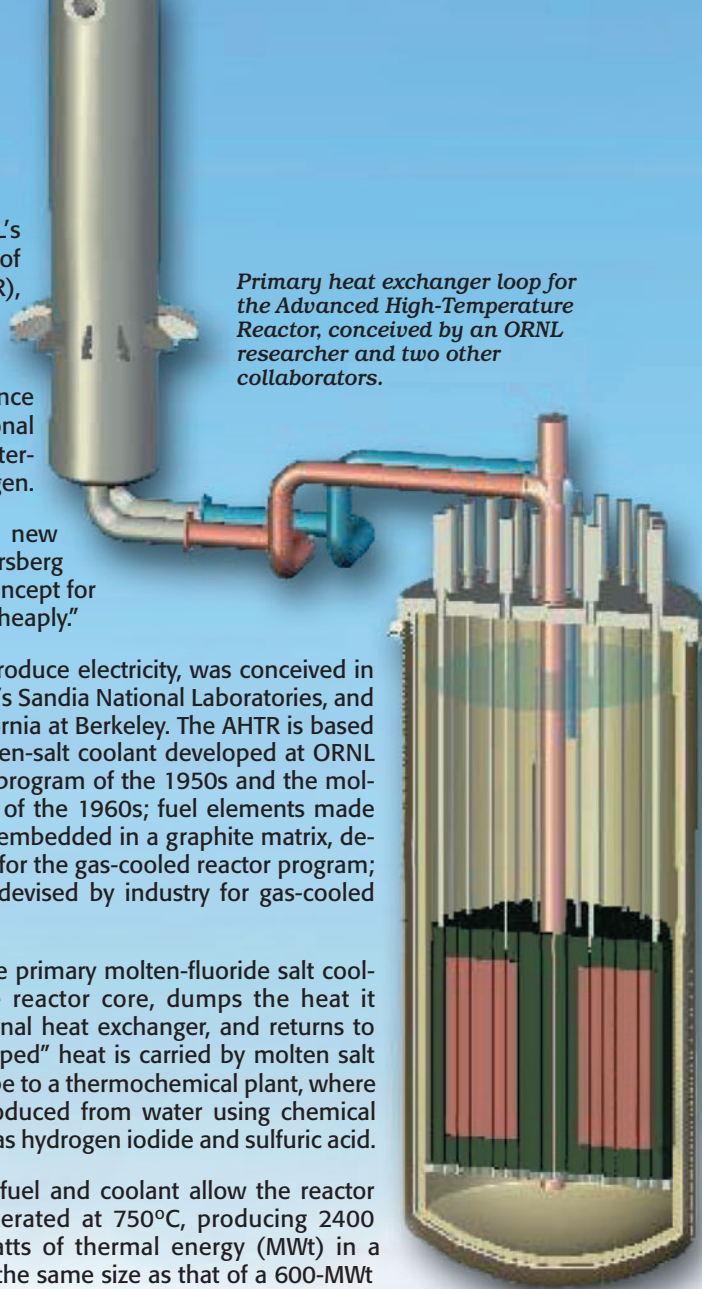 L's
of
R),
Primary heat exchanger loop for
the Advanced High-Temperature
Reactor, conceived by an ORNL
researcher and two other
collaborators.
nce
onal
ter-
gen.
new
rsberg
ncept for
heaply."
roduce electricity, was conceived in
's Sandia National Laboratories, and
ornia at Berkeley. The AHTR is based
ten-salt coolant developed at ORNL
program of the 1950s and the mol-
of the 1960s; fuel elements made
embedded in a graphite matrix, de-
for the gas-cooled reactor program;
devised by industry for gas-cooled
e primary molten-fluoride salt cool-
e reactor core, dumps the heat it
nal heat exchanger, and returns to
ped" heat is carried by molten salt
pe to a thermochemical plant, where
oduced from water using chemical
as hydrogen iodide and sulfuric acid.
fuel and coolant allow the reactor
erated at 750ºC, producing 2400
atts of thermal energy (MWt) in a
the same size as that of a 600-MWt